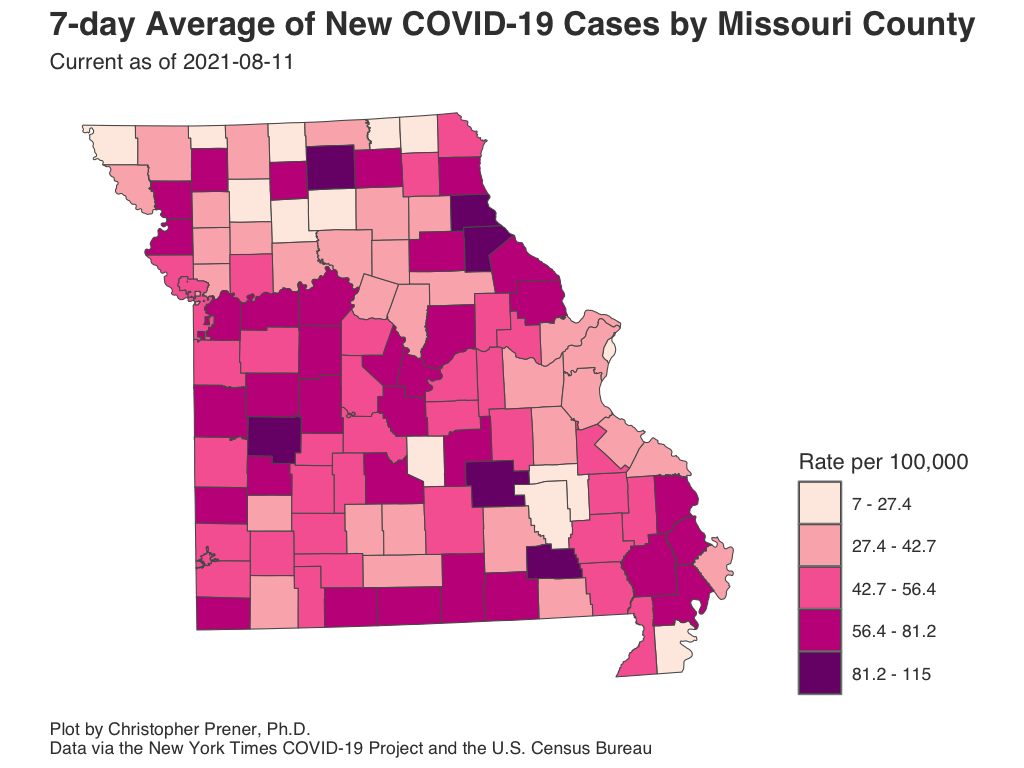 7-day Average of New COVID-19 Cases by Missouri County
Current as of 2021-08-11
Rate per 100,000
7 - 27.4
27.4 - 42.7
42.7 - 56.4
56.4 - 81.2
81.2 - 115
Plot by Christopher Prener, Ph.D.
Data via the New York Times COVID-19 Project and the U.S. Census Bureau